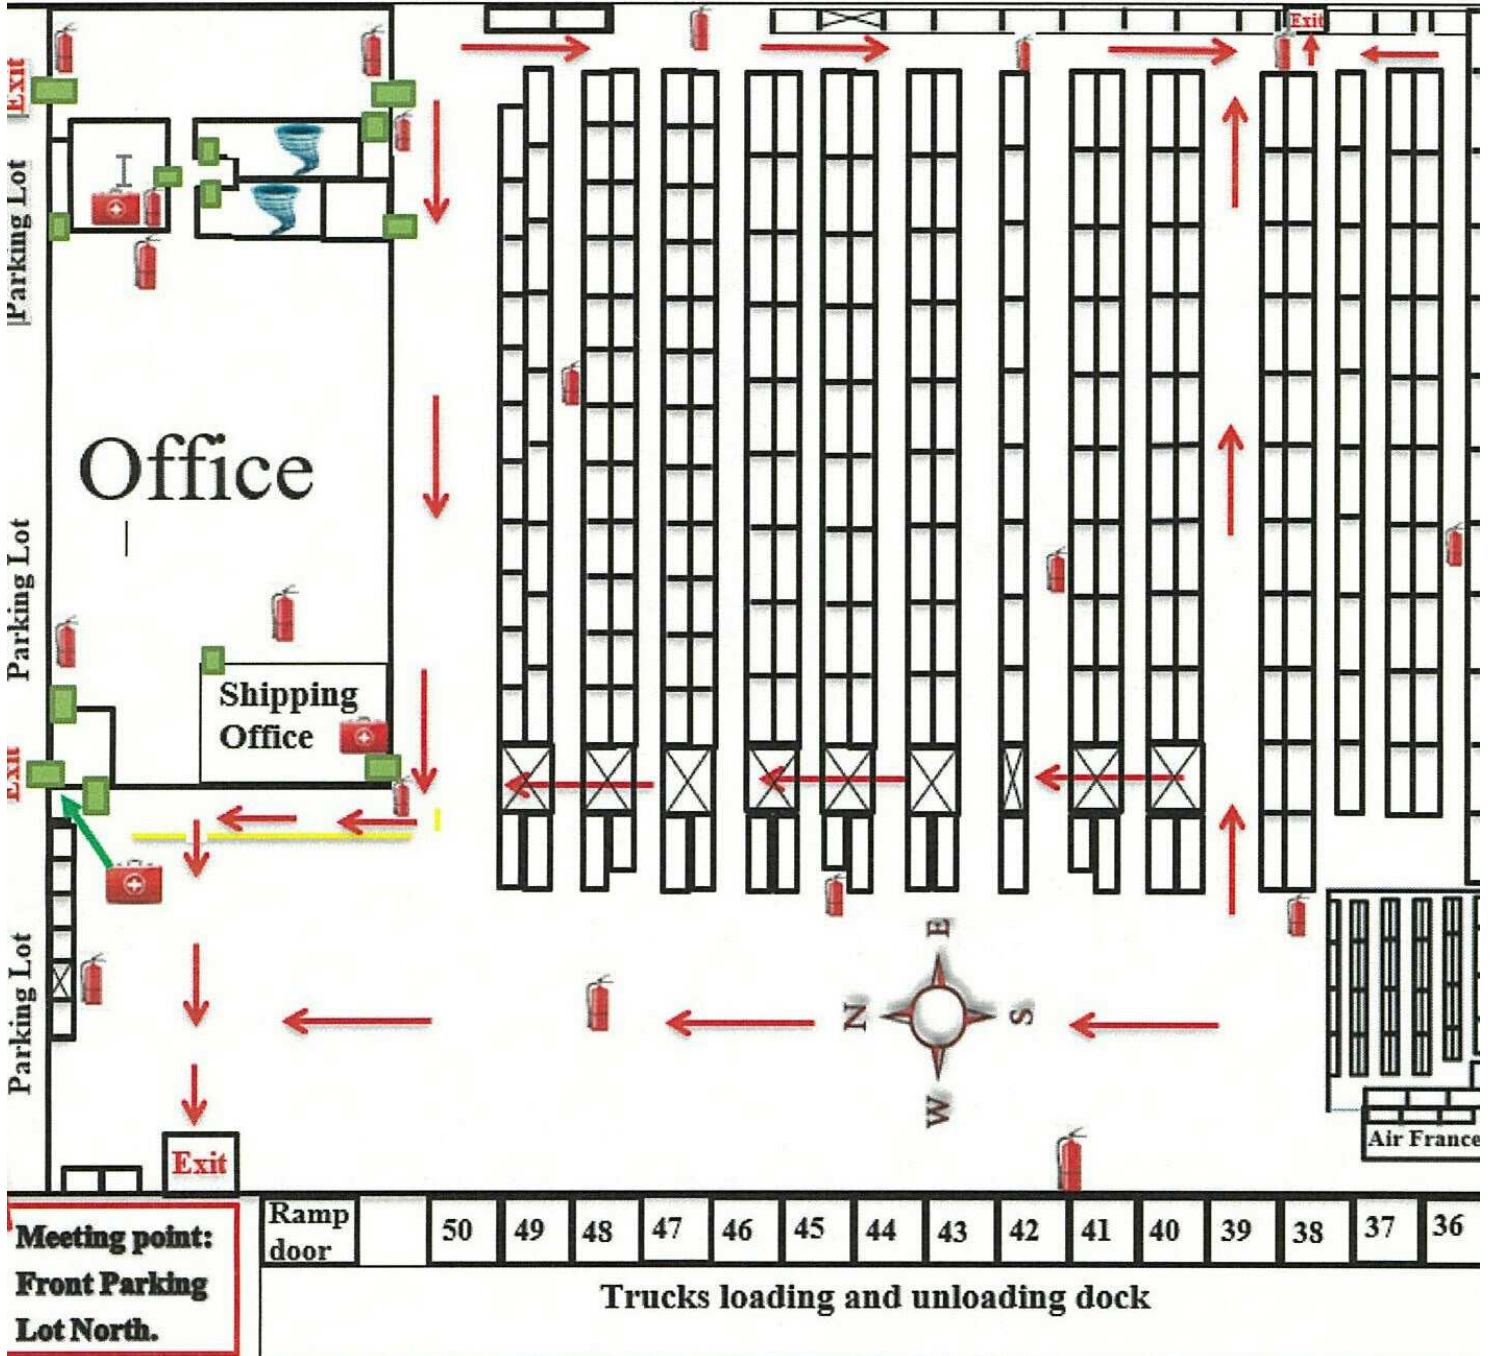 Exit
Exit
Parking Lot
Office
Parking Lot
Shipping
Office
Exit
Parking Lot
E
N
S
W
Air France
Exit
Meeting point:
Front Parking
Lot North.
Ramp
door
50 49 48 47 46 45 44 43 42 41 40 39 38 37 36
Trucks loading and unloading dock